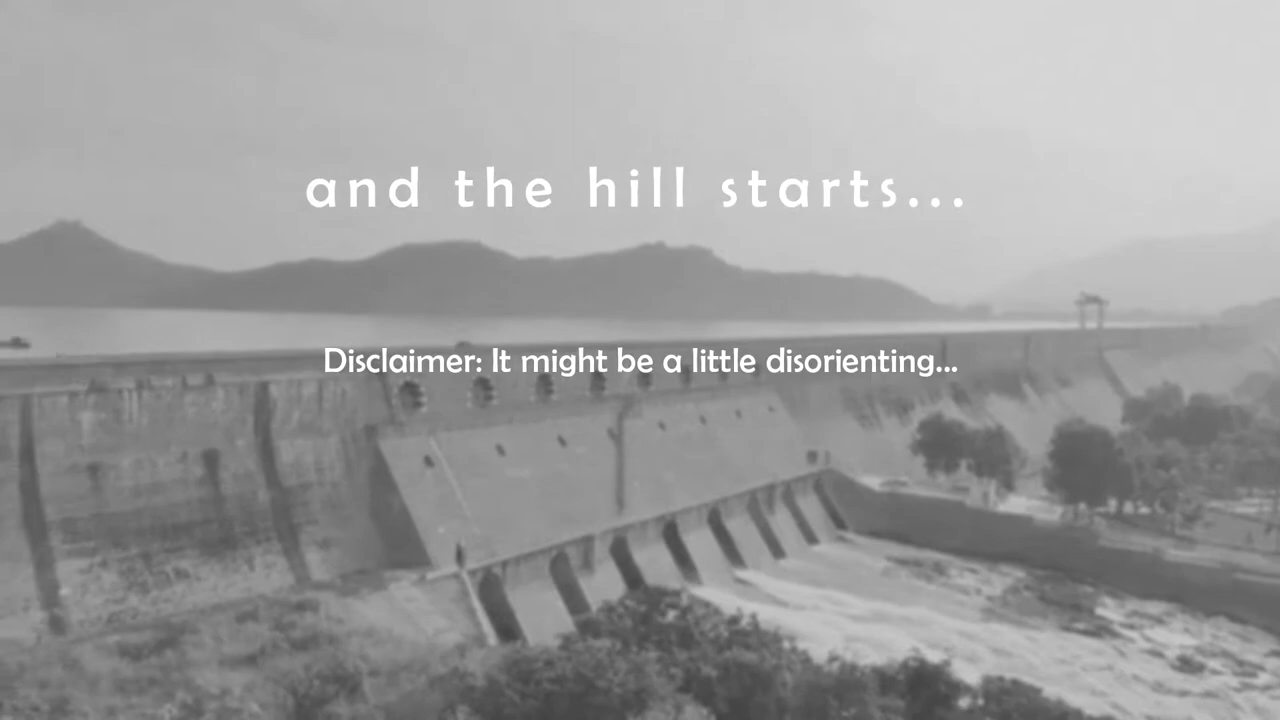 and the hill starts...
Disclaimer: It might be a little disorienting...